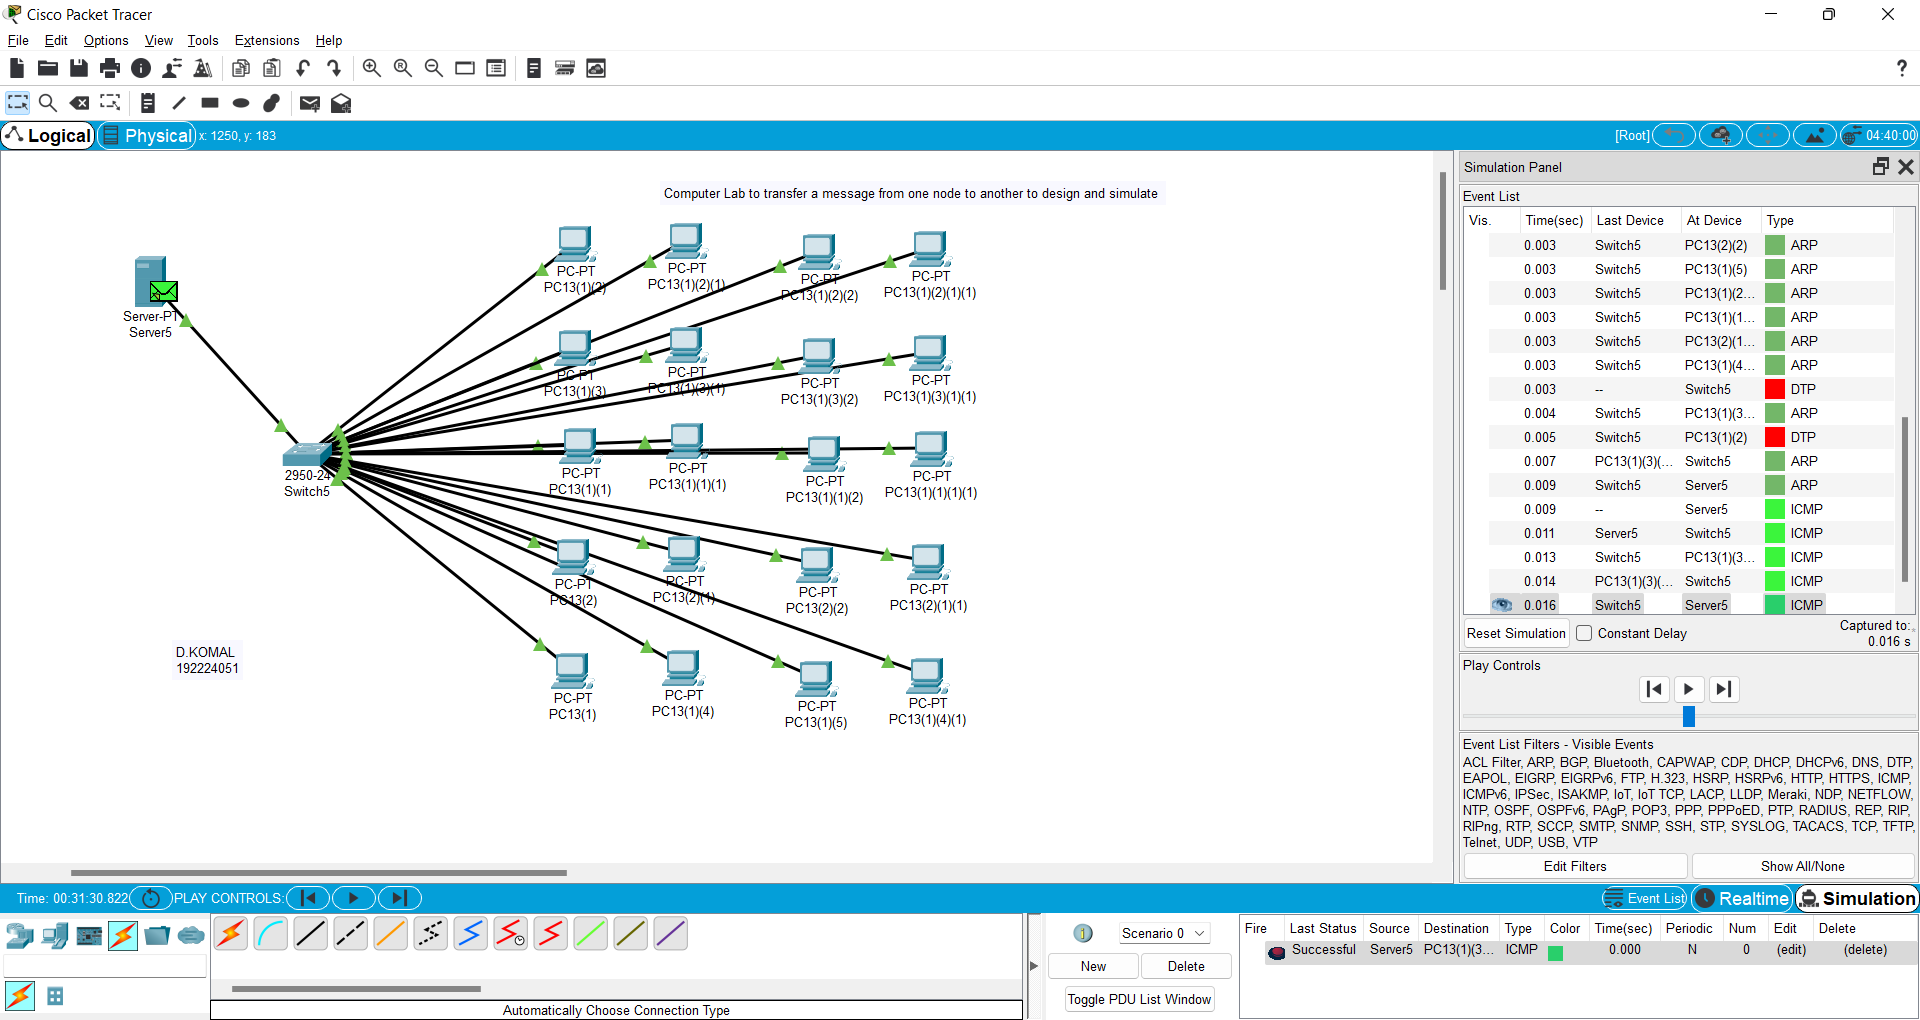 Cisco Packet Tracer
File Edit Options View Tools Extensions Help
Logical Physical x: 1250, y: 183 [Root] 04:40:00
Computer Lab to transfer a message from one node to another to design and simulate
Server-PT
Server5
2950-24
Switch5
PC-PT
PC13(1)(2)
PC-PT
PC13(1)(2)(1)
PC-PT
PC13(1)(2)(2)
PC-PT
PC13(1)(2)(1)(1)
PC-PT
PC13(1)(3)
PC-PT
PC13(1)(3)(1)
PC-PT
PC13(1)(3)(2)
PC-PT
PC13(1)(3)(1)(1)
PC-PT
PC13(1)(1)
PC-PT
PC13(1)(1)(1)
PC-PT
PC13(1)(1)(2)
PC-PT
PC13(1)(1)(1)(1)
PC-PT
PC13(2)
PC-PT
PC13(2)(1)
PC-PT
PC13(2)(2)
PC-PT
PC13(2)(1)(1)
PC-PT
PC13(1)
PC-PT
PC13(1)(4)
PC-PT
PC13(1)(5)
PC-PT
PC13(1)(4)(1)
D.KOMAL
192224051
Simulation Panel
Event List
Vis. Time(sec) Last Device At Device Type
0.003 Switch5 PC13(2)(2) ARP
0.003 Switch5 PC13(1)(5) ARP
0.003 Switch5 PC13(1)(2... ARP
0.003 Switch5 PC13(1)(1... ARP
0.003 Switch5 PC13(2)(1... ARP
0.003 Switch5 PC13(1)(4... ARP
0.003 -- Switch5 DTP
0.004 Switch5 PC13(1)(3... ARP
0.005 Switch5 PC13(1)(2) DTP
0.007 PC13(1)(3)(... Switch5 ARP
0.009 Switch5 Server5 ARP
0.009 -- Server5 ICMP
0.011 Server5 Switch5 ICMP
0.013 Switch5 PC13(1)(3... ICMP
0.014 PC13(1)(3)(... Switch5 ICMP
0.016 Switch5 Server5 ICMP
Reset Simulation Constant Delay Captured to:
0.016 s
Play Controls
Event List Filters - Visible Events
ACL Filter, ARP, BGP, Bluetooth, CAPWAP, CDP, DHCP, DHCPv6, DNS, DTP,
EAPOL, EIGRP, EIGRPv6, FTP, H.323, HSRP, HSRPv6, HTTP, HTTPS, ICMP,
ICMPv6, IPSec, ISAKMP, IoT, IoT TCP, LACP, LLDP, Meraki, NDP, NETFLOW,
NTP, OSPF, OSPFv6, PAgP, POP3, PPP, PPPoED, PTP, RADIUS, REP, RIP,
RIPng, RTP, SCCP, SMTP, SNMP, SSH, STP, SYSLOG, TACACS, TCP, TFTP,
Telnet, UDP, USB, VTP
Edit Filters Show All/None
Time: 00:31:30.822 PLAY CONTROLS: Event List Realtime Simulation
Automatically Choose Connection Type
Scenario 0
New Delete
Toggle PDU List Window
Fire Last Status Source Destination Type Color Time(sec) Periodic Num Edit Delete
Successful Server5 PC13(1)(3... ICMP 0.000 N 0 (edit) (delete)